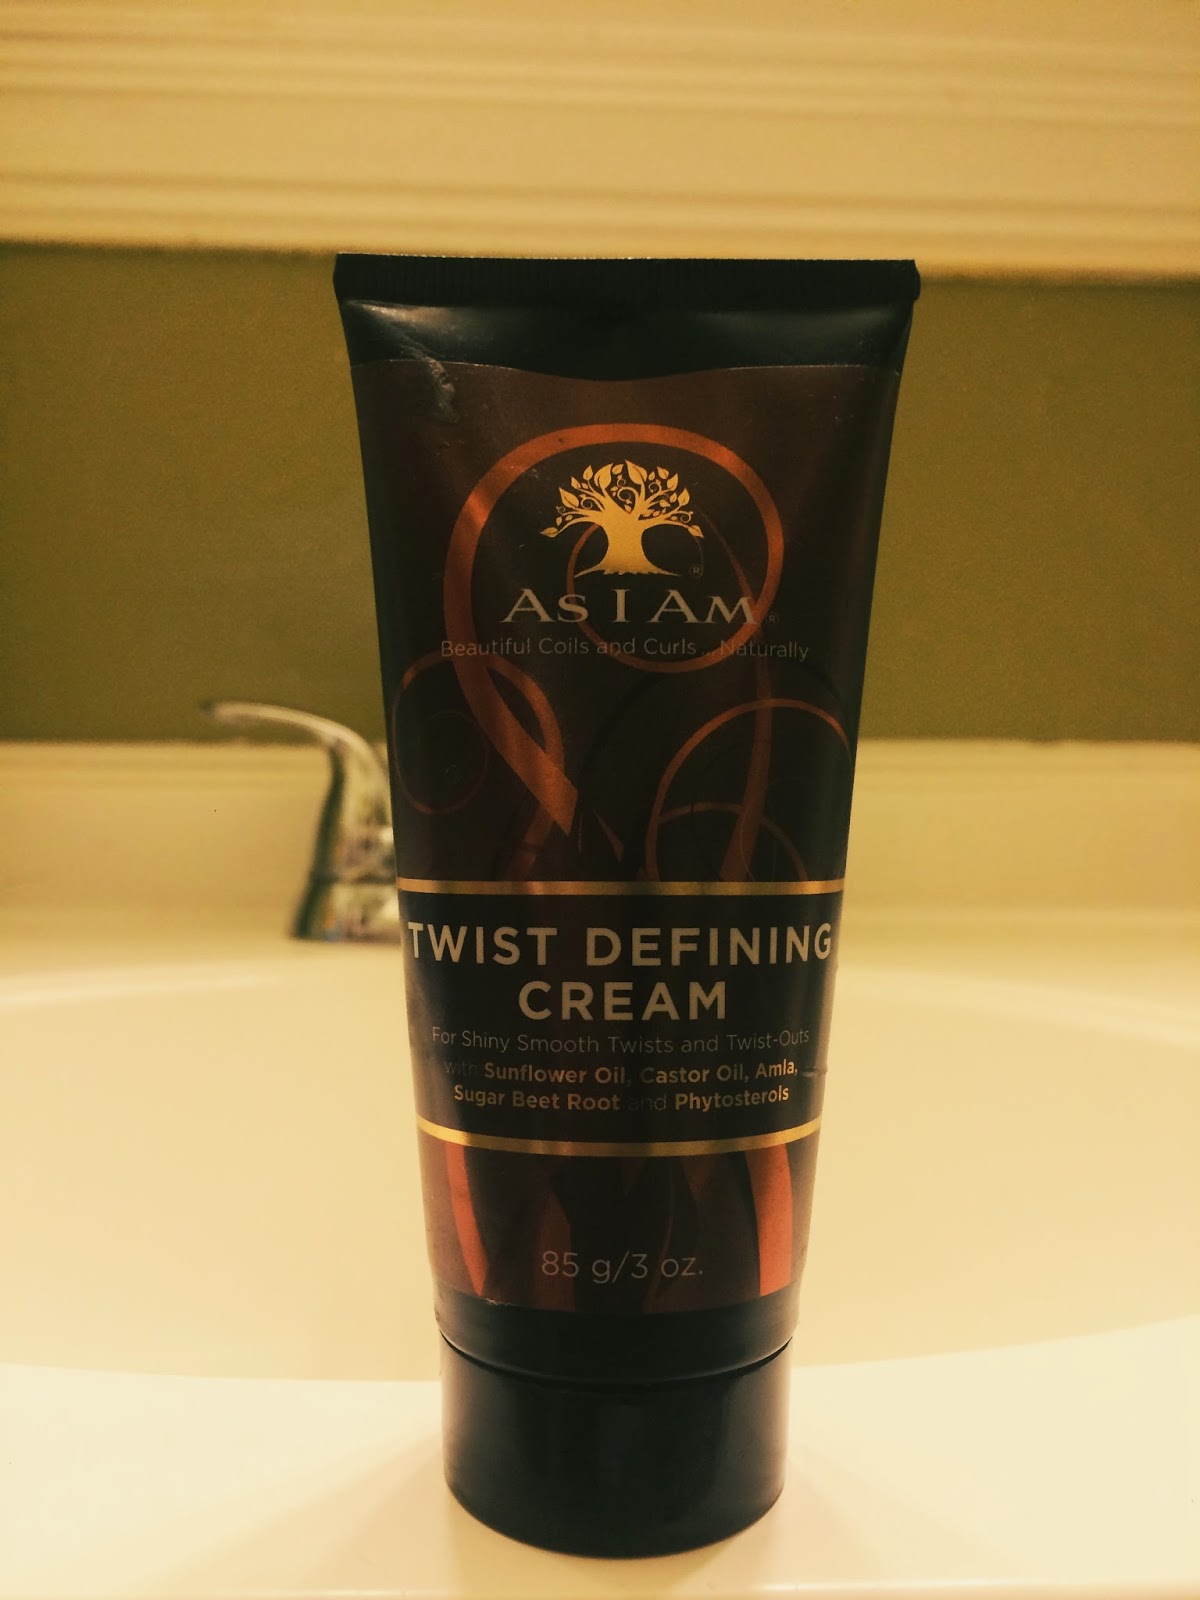 AS I AM®
Beautiful Coils and Curls ... Naturally
TWIST DEFINING
CREAM
For Shiny Smooth Twists and Twist-Outs
with Sunflower Oil, Castor Oil, Amla,
Sugar Beet Root and Phytosterols
85 g/3 oz.